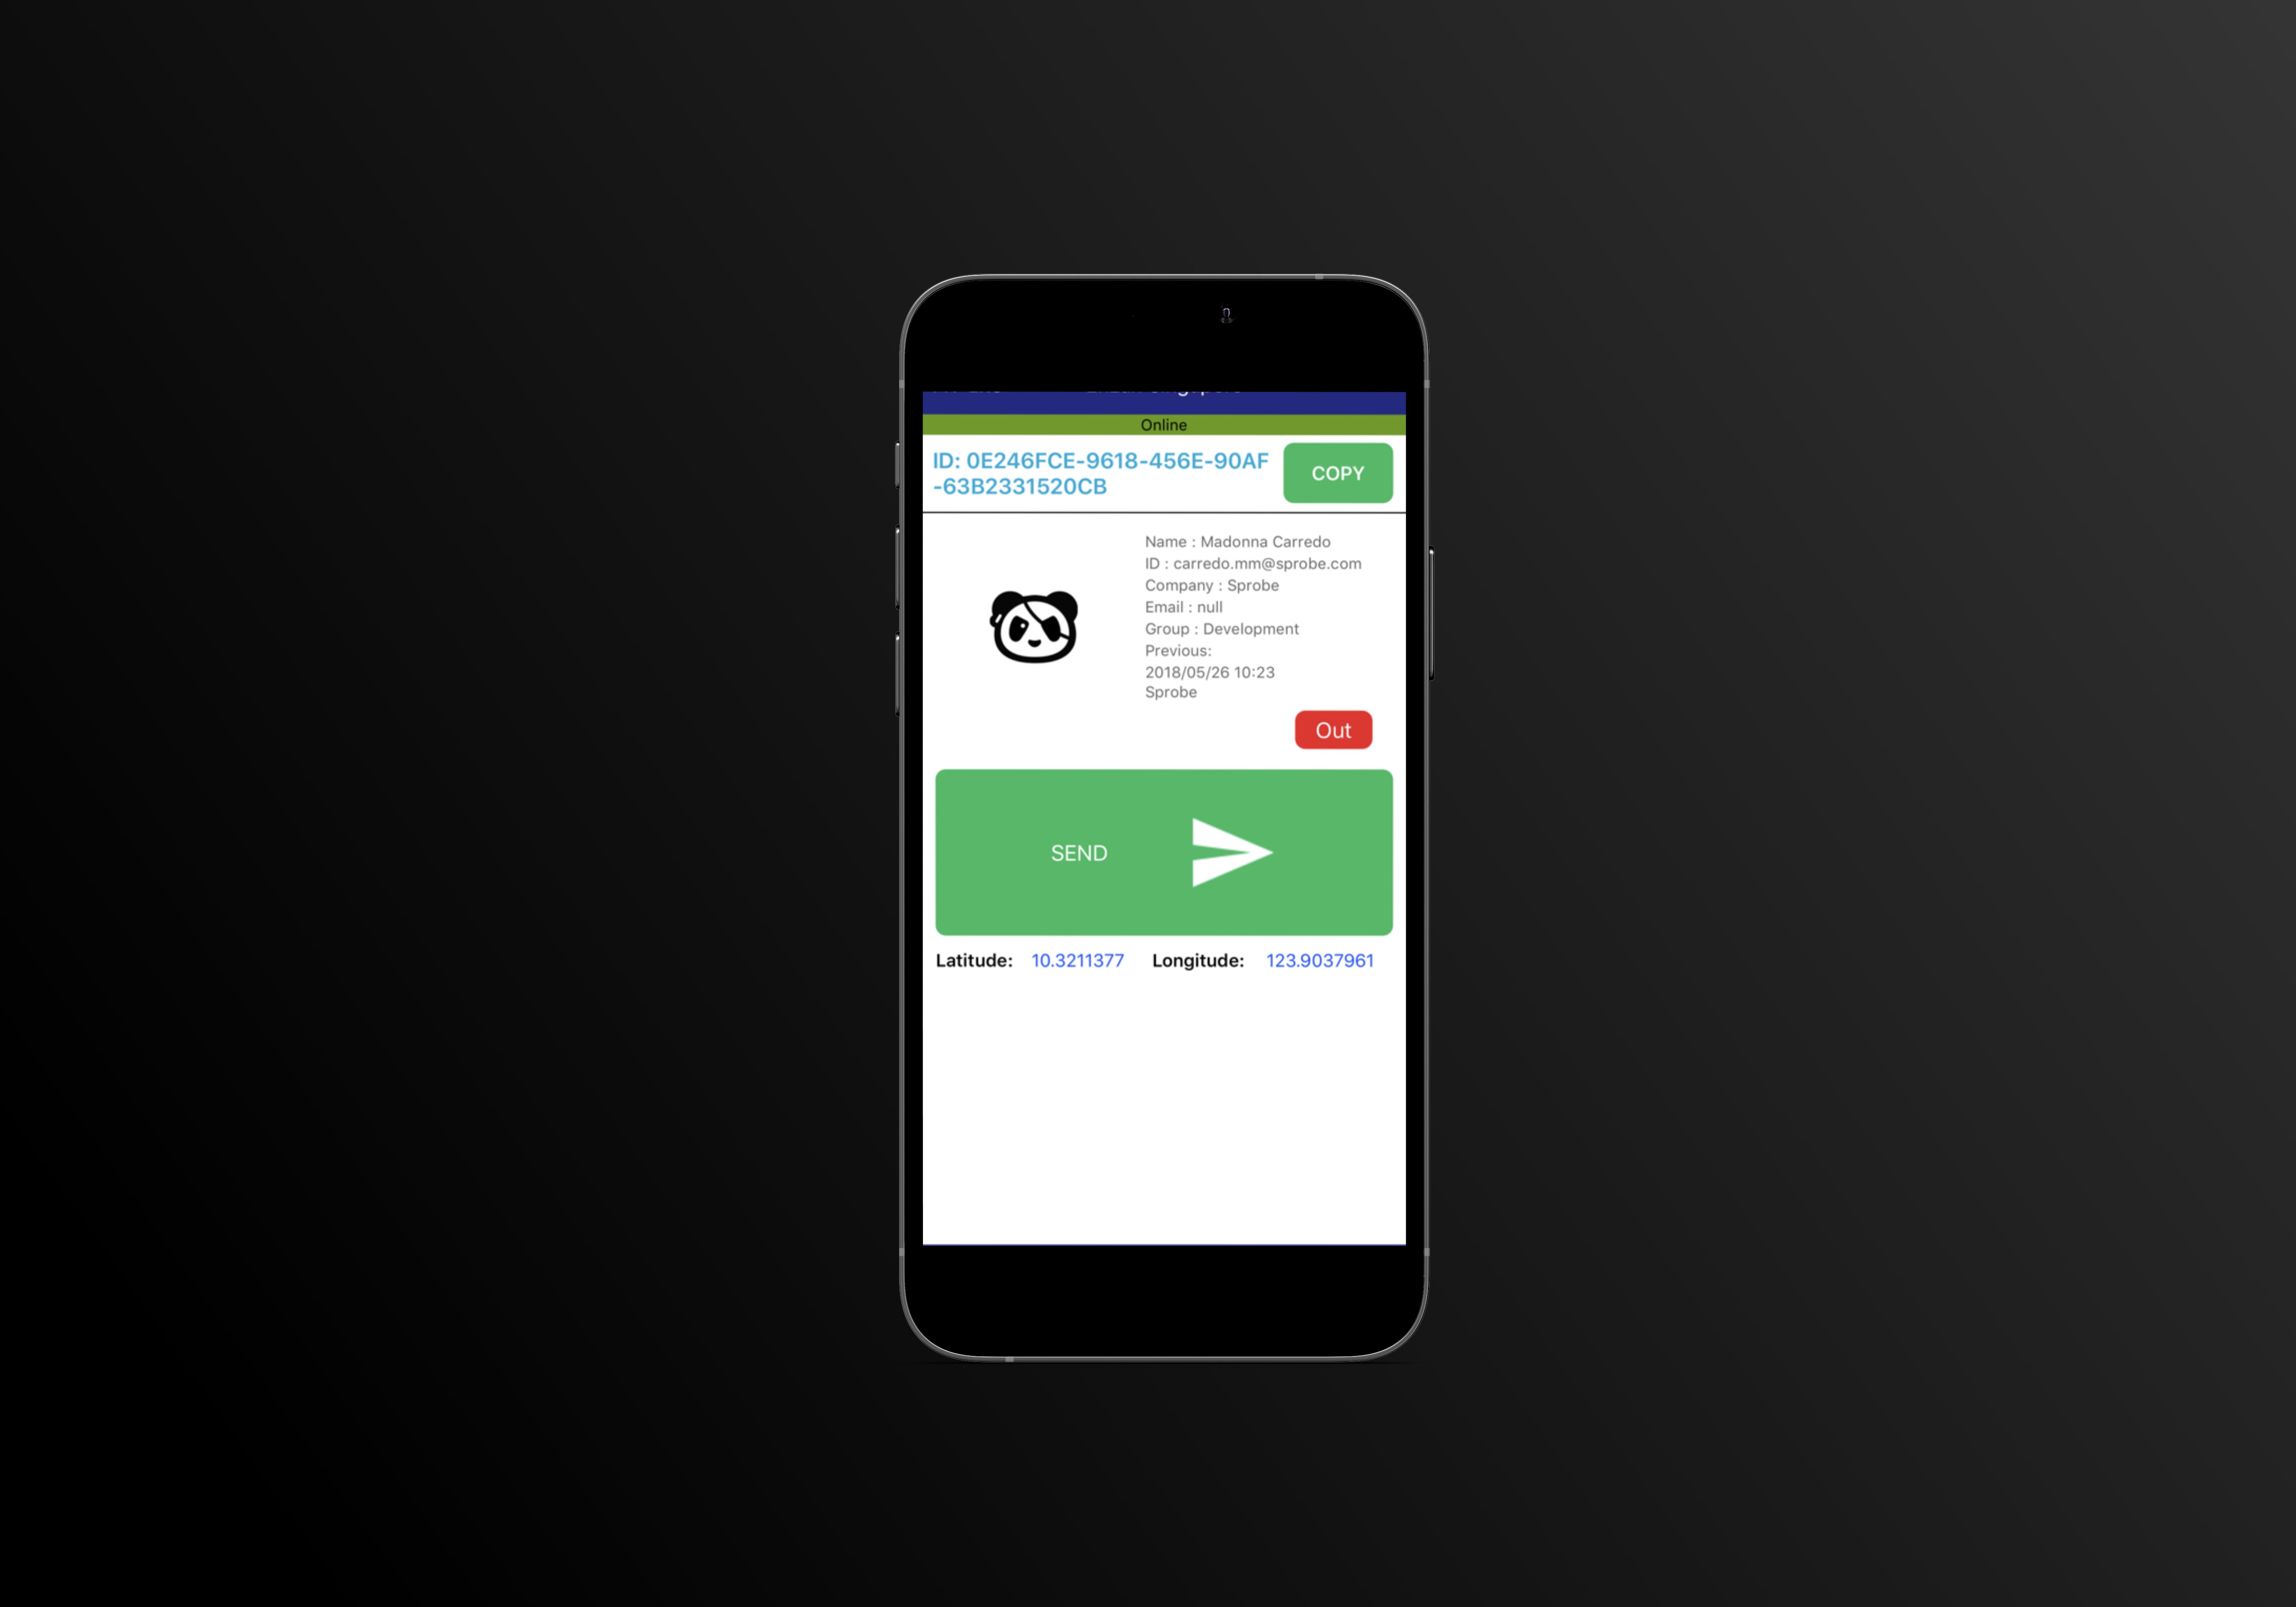 Online
ID: 0E246FCE-9618-456E-90AF
-63B2331520CB
COPY
Name : Madonna Carredo
ID : carredo.mm@sprobe.com
Company : Sprobe
Email : null
Group : Development
Previous:
2018/05/26 10:23
Sprobe
Out
SEND
Latitude: 10.3211377 Longitude: 123.9037961